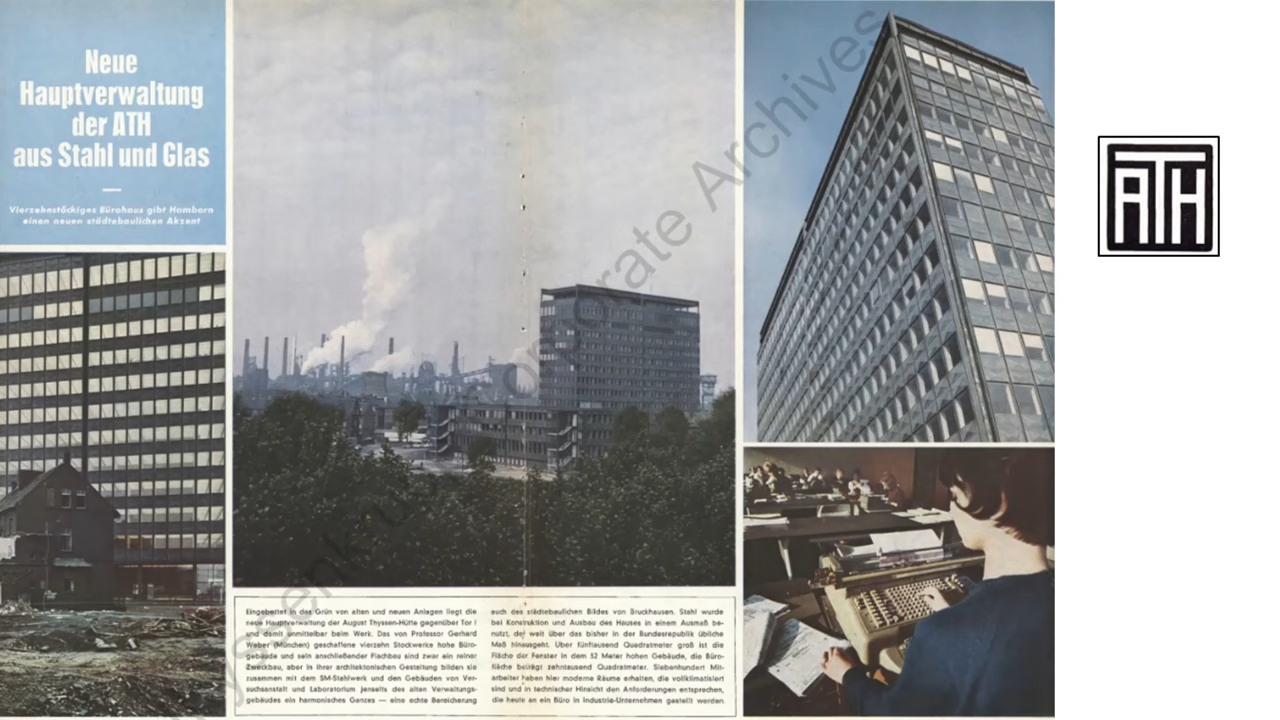 Neue
Hauptverwaltung
der ATH
aus Stahl und Glas
Vierzehnstöckiges Bürohaus gibt Hamborn
einen neuen städtebaulichen Akzent
Eingebettet in das Grün von alten und neuen Anlagen liegt die
neue Hauptverwaltung der August Thyssen-Hütte gegenüber Tor I
und damit unmittelbar beim Werk. Das von Professor Gerhard
Weber (München) geschaffene vierzehn Stockwerke hohe Büro-
gebäude und sein anschließender Flachbau sind zwar ein reiner
Zweckbau, aber in ihrer architektonischen Gestaltung bilden sie
zusammen mit dem SM-Stahlwerk und den Gebäuden von Ver-
suchsanstalt und Laboratorium jenseits des alten Verwaltungs-
gebäudes ein harmonisches Ganzes — eine echte Bereicherung
auch des städtebaulichen Bildes von Bruckhausen. Stahl wurde
bei Konstruktion und Ausbau des Hauses in einem Ausmaß be-
nutzt, der weit über das bisher in der Bundesrepublik übliche
Maß hinausgeht. Über fünftausend Quadratmeter groß ist die
Fläche der Fenster in dem 52 Meter hohen Gebäude, die Büro-
fläche beträgt zehntausend Quadratmeter. Siebenhundert Mit-
arbeiter haben hier moderne Räume erhalten, die vollklimatisiert
sind und in technischer Hinsicht den Anforderungen entsprechen,
die heute an ein Büro in Industrie-Unternehmen gestellt werden.
Corporate Archives
ATH